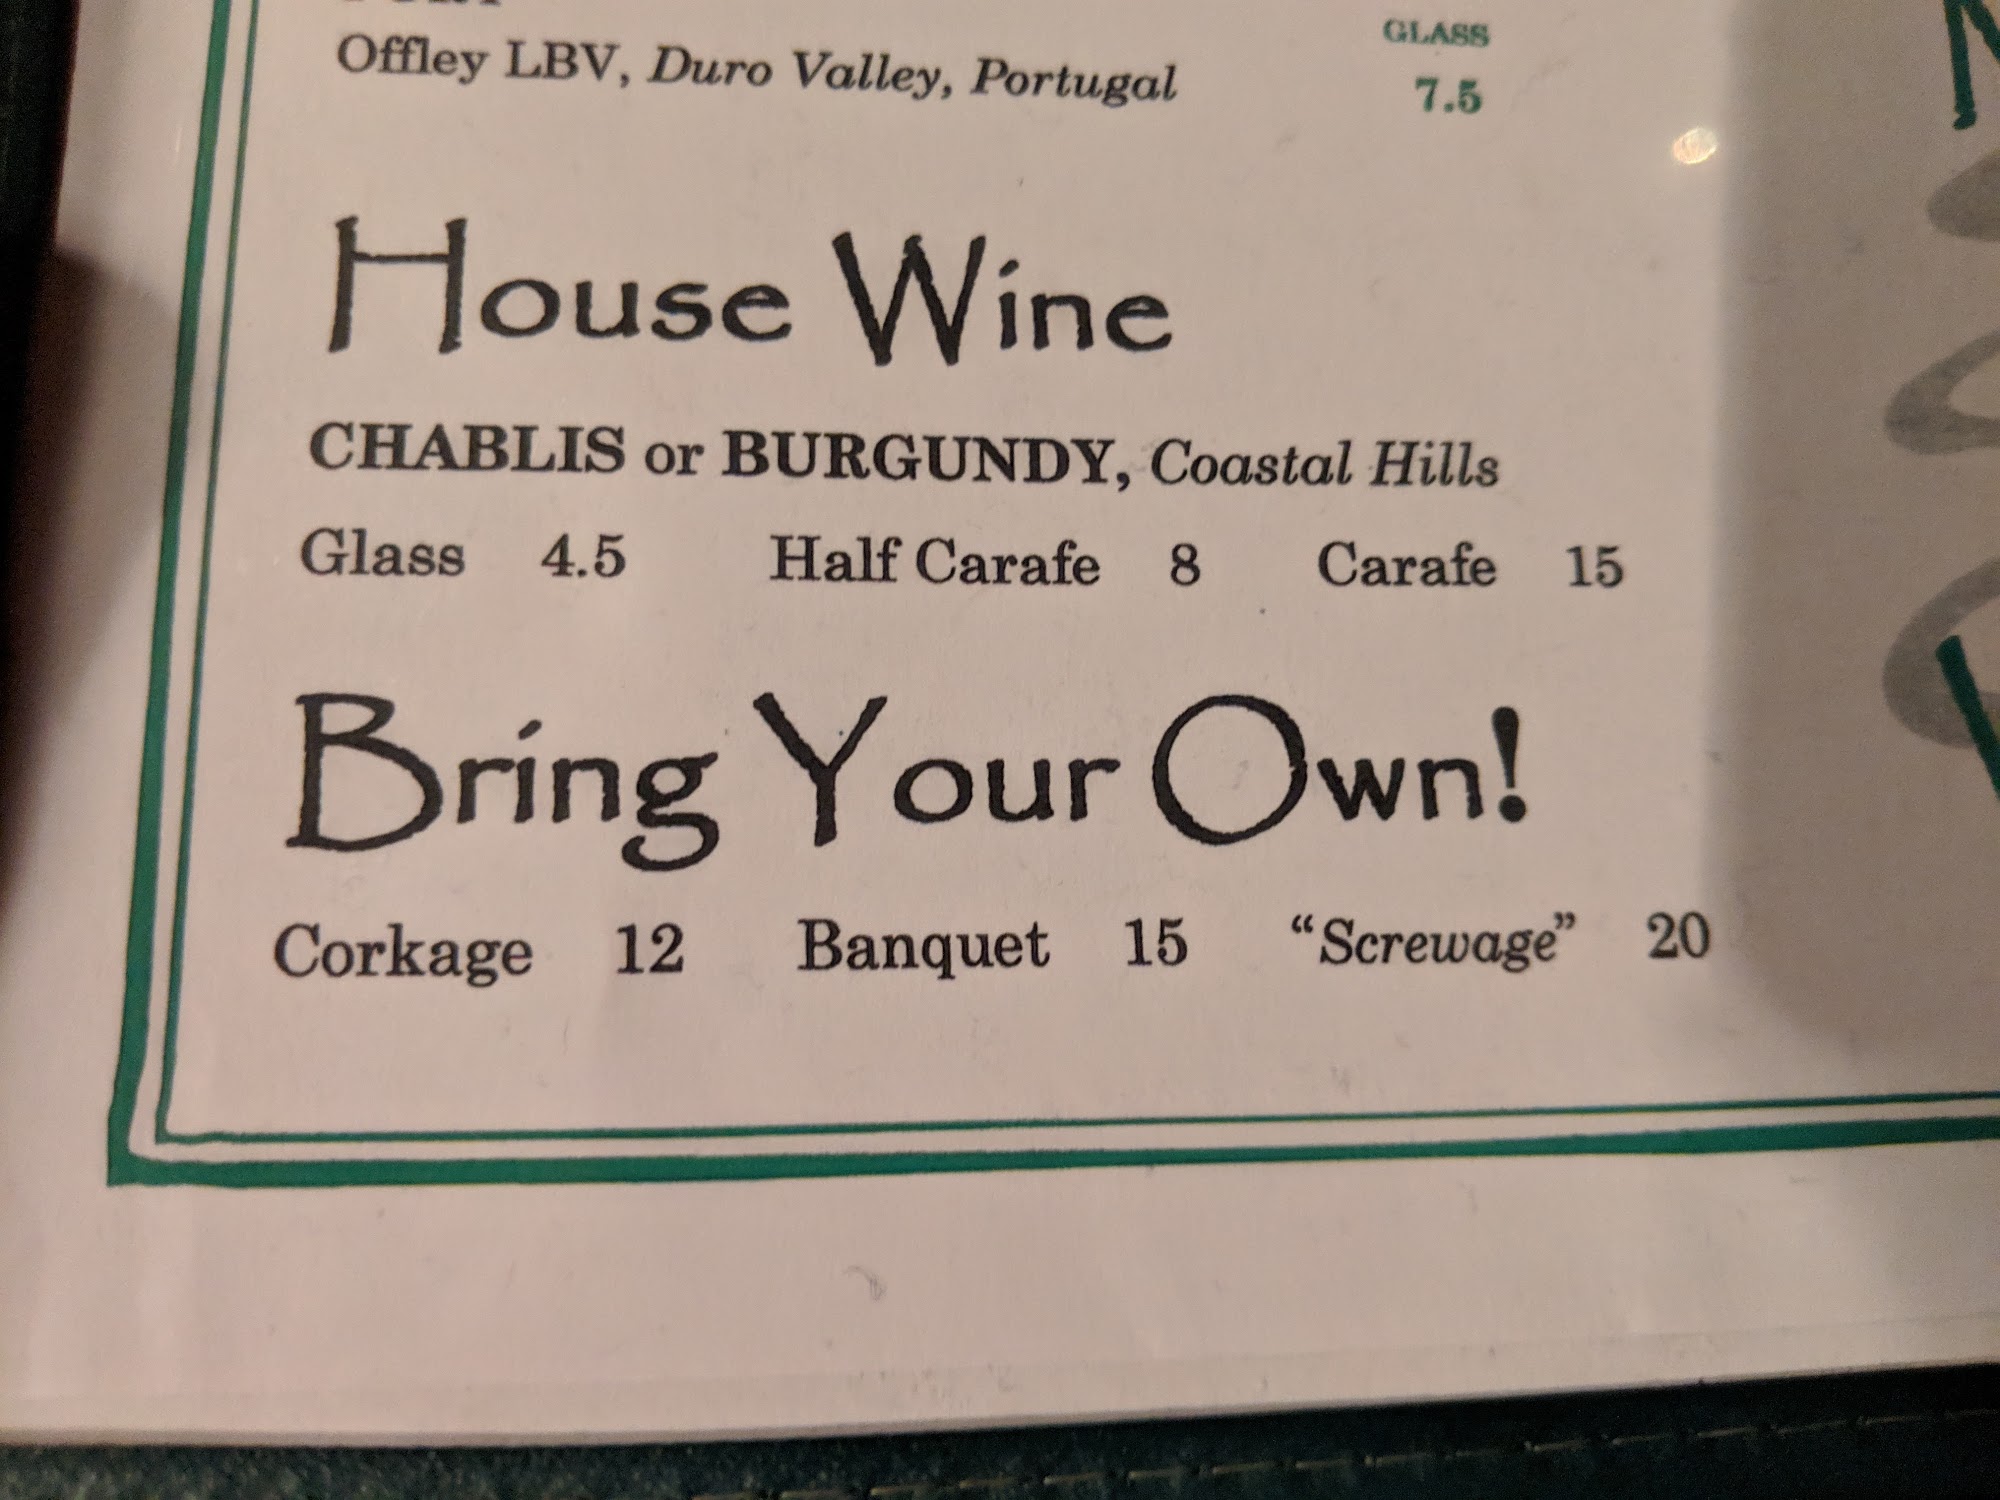 GLASS
Offley LBV, Duro Valley, Portugal 7.5
House Wine
CHABLIS or BURGUNDY, Coastal Hills
Glass 4.5 Half Carafe 8 Carafe 15
Bring Your Own!
Corkage 12 Banquet 15 “Screwage” 20